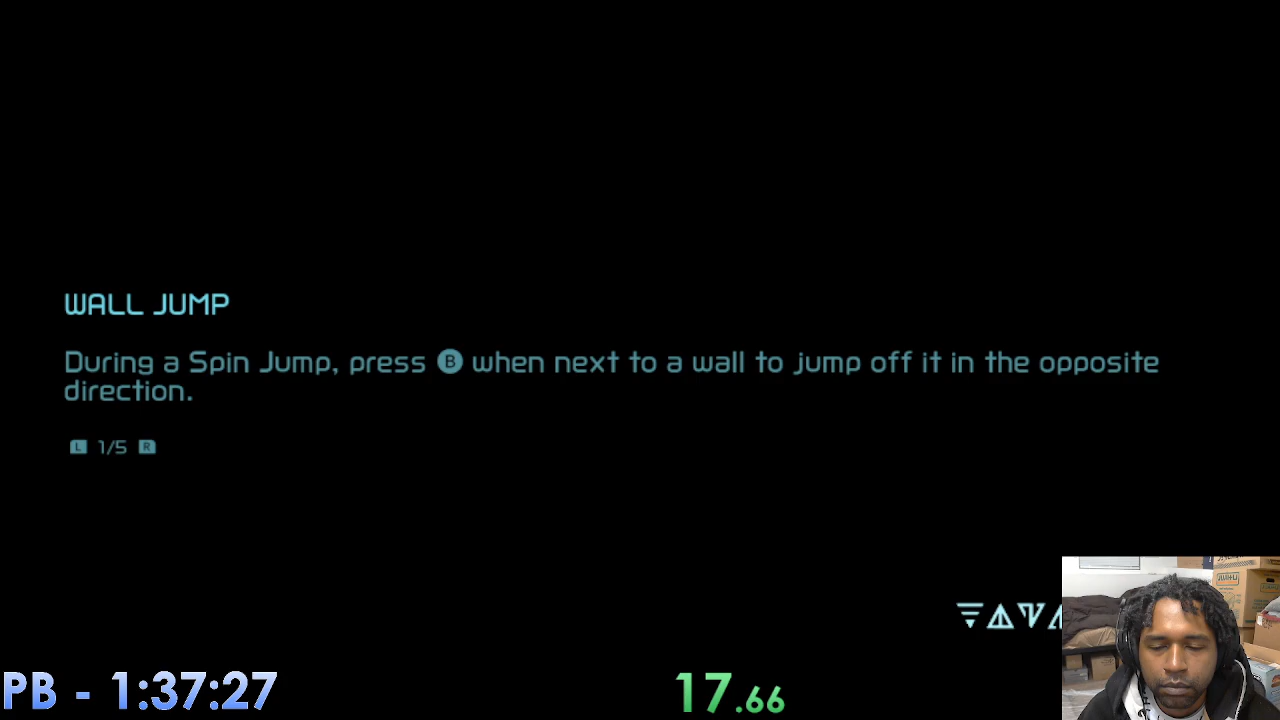 WALL JUMP
During a Spin Jump, press B when next to a wall to jump off it in the opposite
direction.
L 1/5 R
PB - 1:37:27
17.66